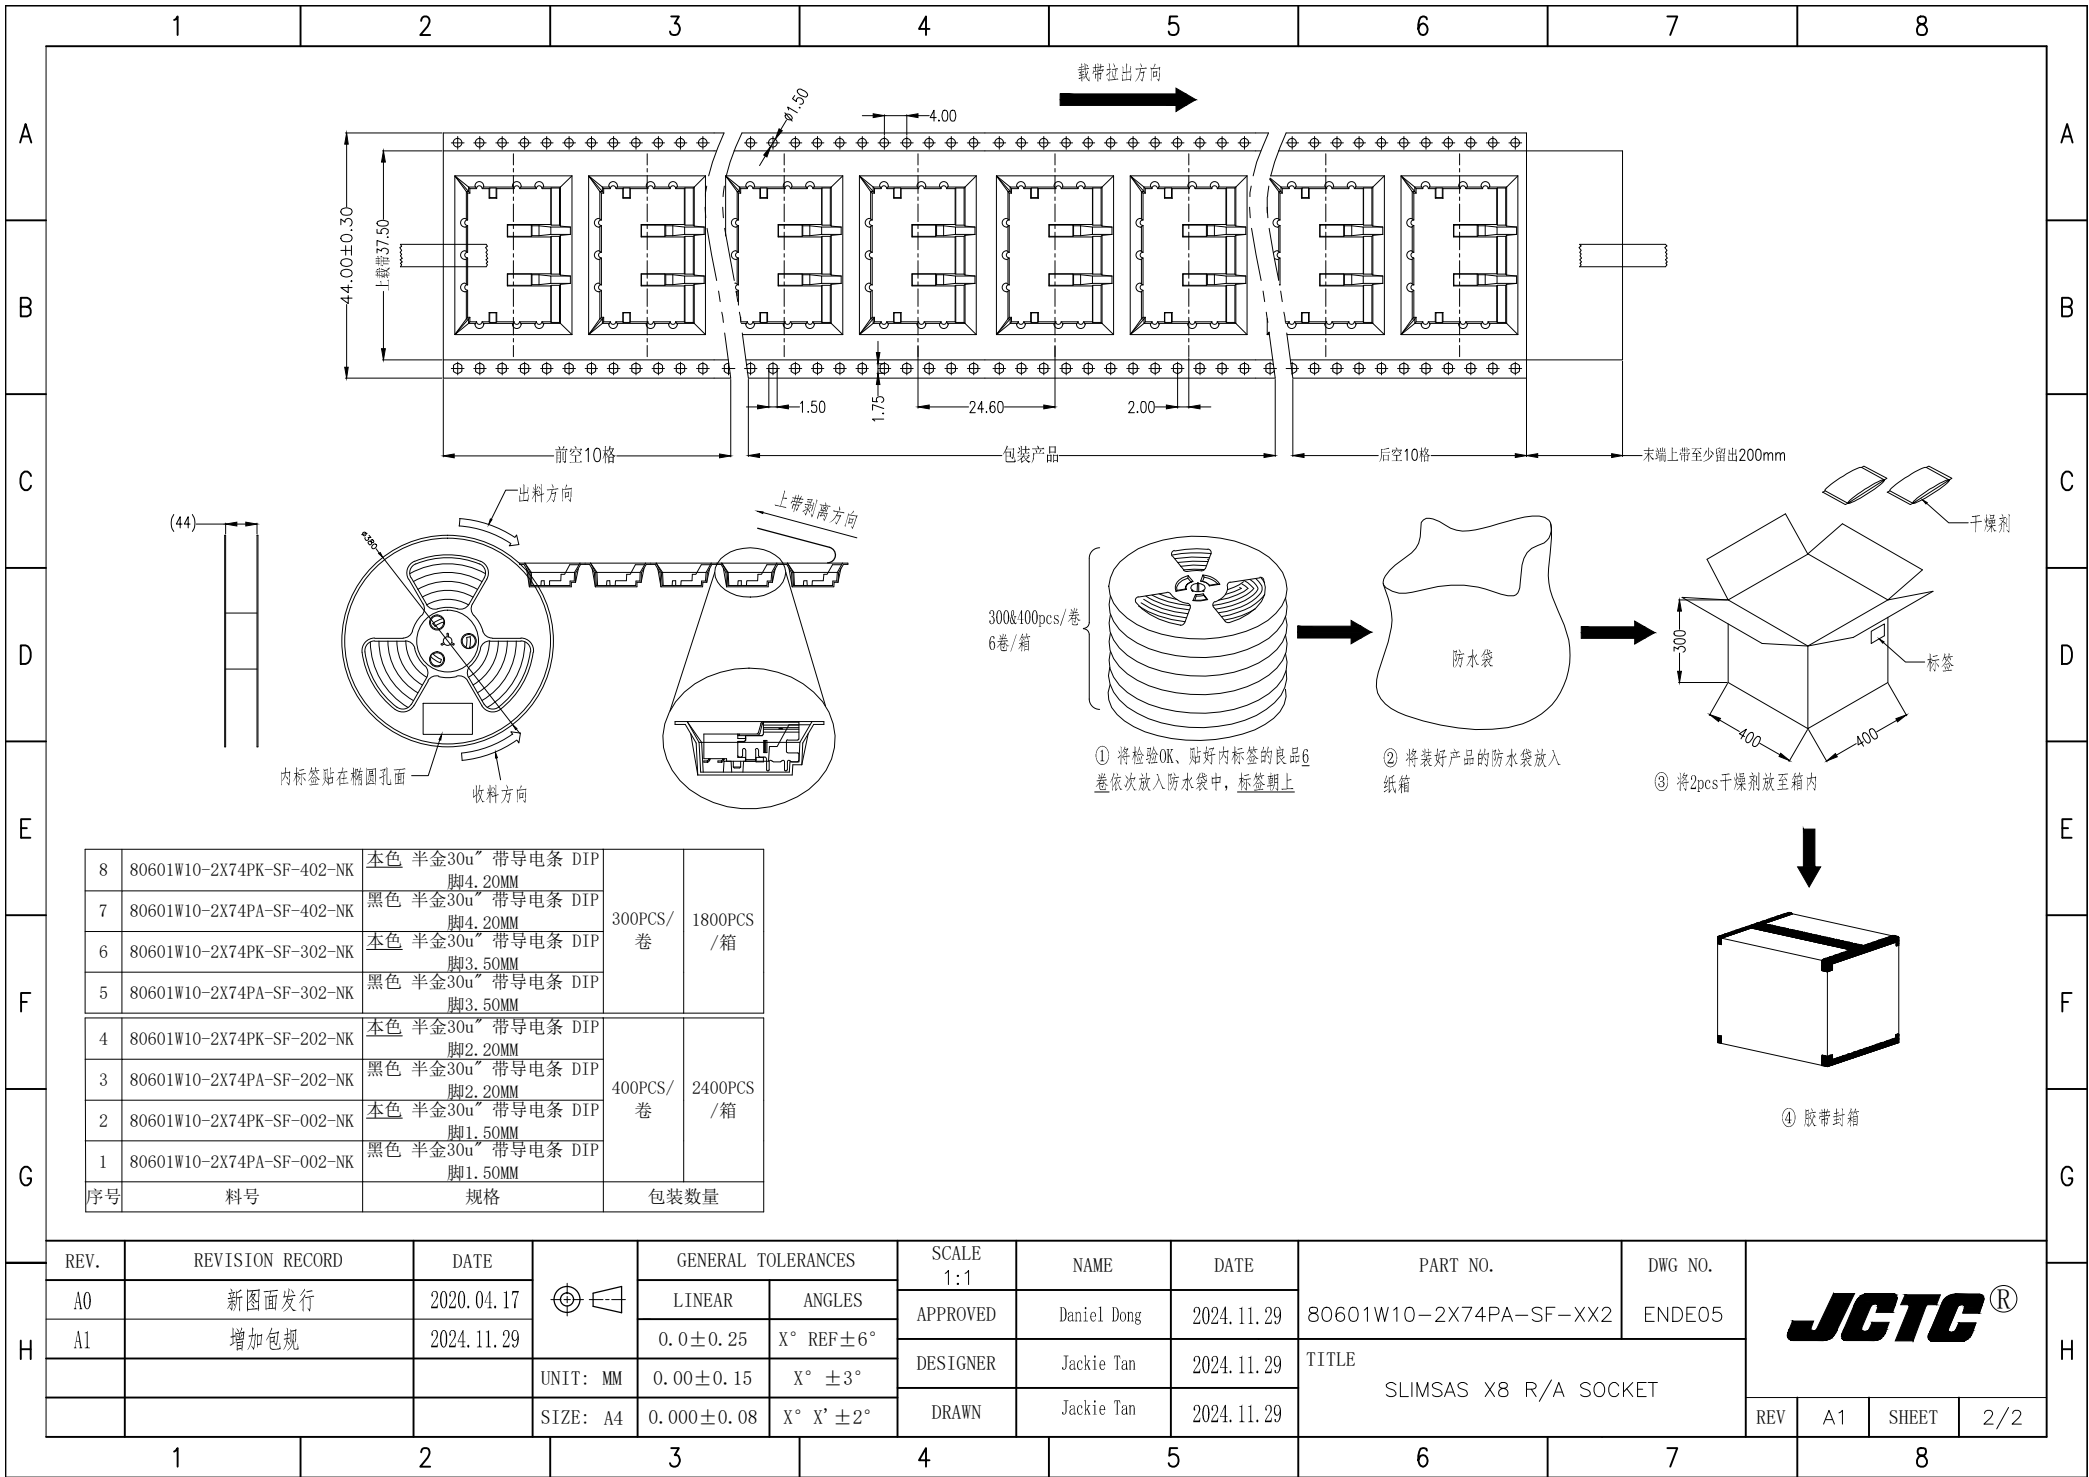 1 2 3 4 5 6 7 8
A A
B B
C C
D D
E E
F F
G G
H H
载带拉出方向
ø1.50
4.00
44.00±0.30
上载带37.50
1.50
1.75
24.60
2.00
前空10格
包装产品
后空10格
末端上带至少留出200mm
(44)
出料方向
ø380
上带剥离方向
内标签贴在椭圆孔面
收料方向
300&400pcs/卷
6卷/箱
防水袋
干燥剂
300
标签
400
400
① 将检验OK、贴好内标签的良品6
卷依次放入防水袋中，标签朝上
② 将装好产品的防水袋放入
纸箱
③ 将2pcs干燥剂放至箱内
④ 胶带封箱
8 80601W10-2X74PK-SF-402-NK 本色 半金30u" 带导电条 DIP
脚4.20MM
7 80601W10-2X74PA-SF-402-NK 黑色 半金30u" 带导电条 DIP
脚4.20MM
300PCS/
卷
1800PCS
/箱
6 80601W10-2X74PK-SF-302-NK 本色 半金30u" 带导电条 DIP
脚3.50MM
5 80601W10-2X74PA-SF-302-NK 黑色 半金30u" 带导电条 DIP
脚3.50MM
4 80601W10-2X74PK-SF-202-NK 本色 半金30u" 带导电条 DIP
脚2.20MM
3 80601W10-2X74PA-SF-202-NK 黑色 半金30u" 带导电条 DIP
脚2.20MM
400PCS/
卷
2400PCS
/箱
2 80601W10-2X74PK-SF-002-NK 本色 半金30u" 带导电条 DIP
脚1.50MM
1 80601W10-2X74PA-SF-002-NK 黑色 半金30u" 带导电条 DIP
脚1.50MM
序号 料号 规格 包装数量
REV. REVISION RECORD DATE
A0 新图面发行 2020.04.17
A1 增加包规 2024.11.29
UNIT: MM
SIZE: A4
GENERAL TOLERANCES
LINEAR ANGLES
0.0±0.25 X° REF±6°
0.00±0.15 X° ±3°
0.000±0.08 X° X'±2°
SCALE
1:1
NAME DATE
APPROVED Daniel Dong 2024.11.29
DESIGNER Jackie Tan 2024.11.29
DRAWN Jackie Tan 2024.11.29
PART NO. DWG NO.
80601W10-2X74PA-SF-XX2 ENDE05
TITLE
SLIMSAS X8 R/A SOCKET
JCTC®
REV A1 SHEET 2/2
1 2 3 4 5 6 7 8